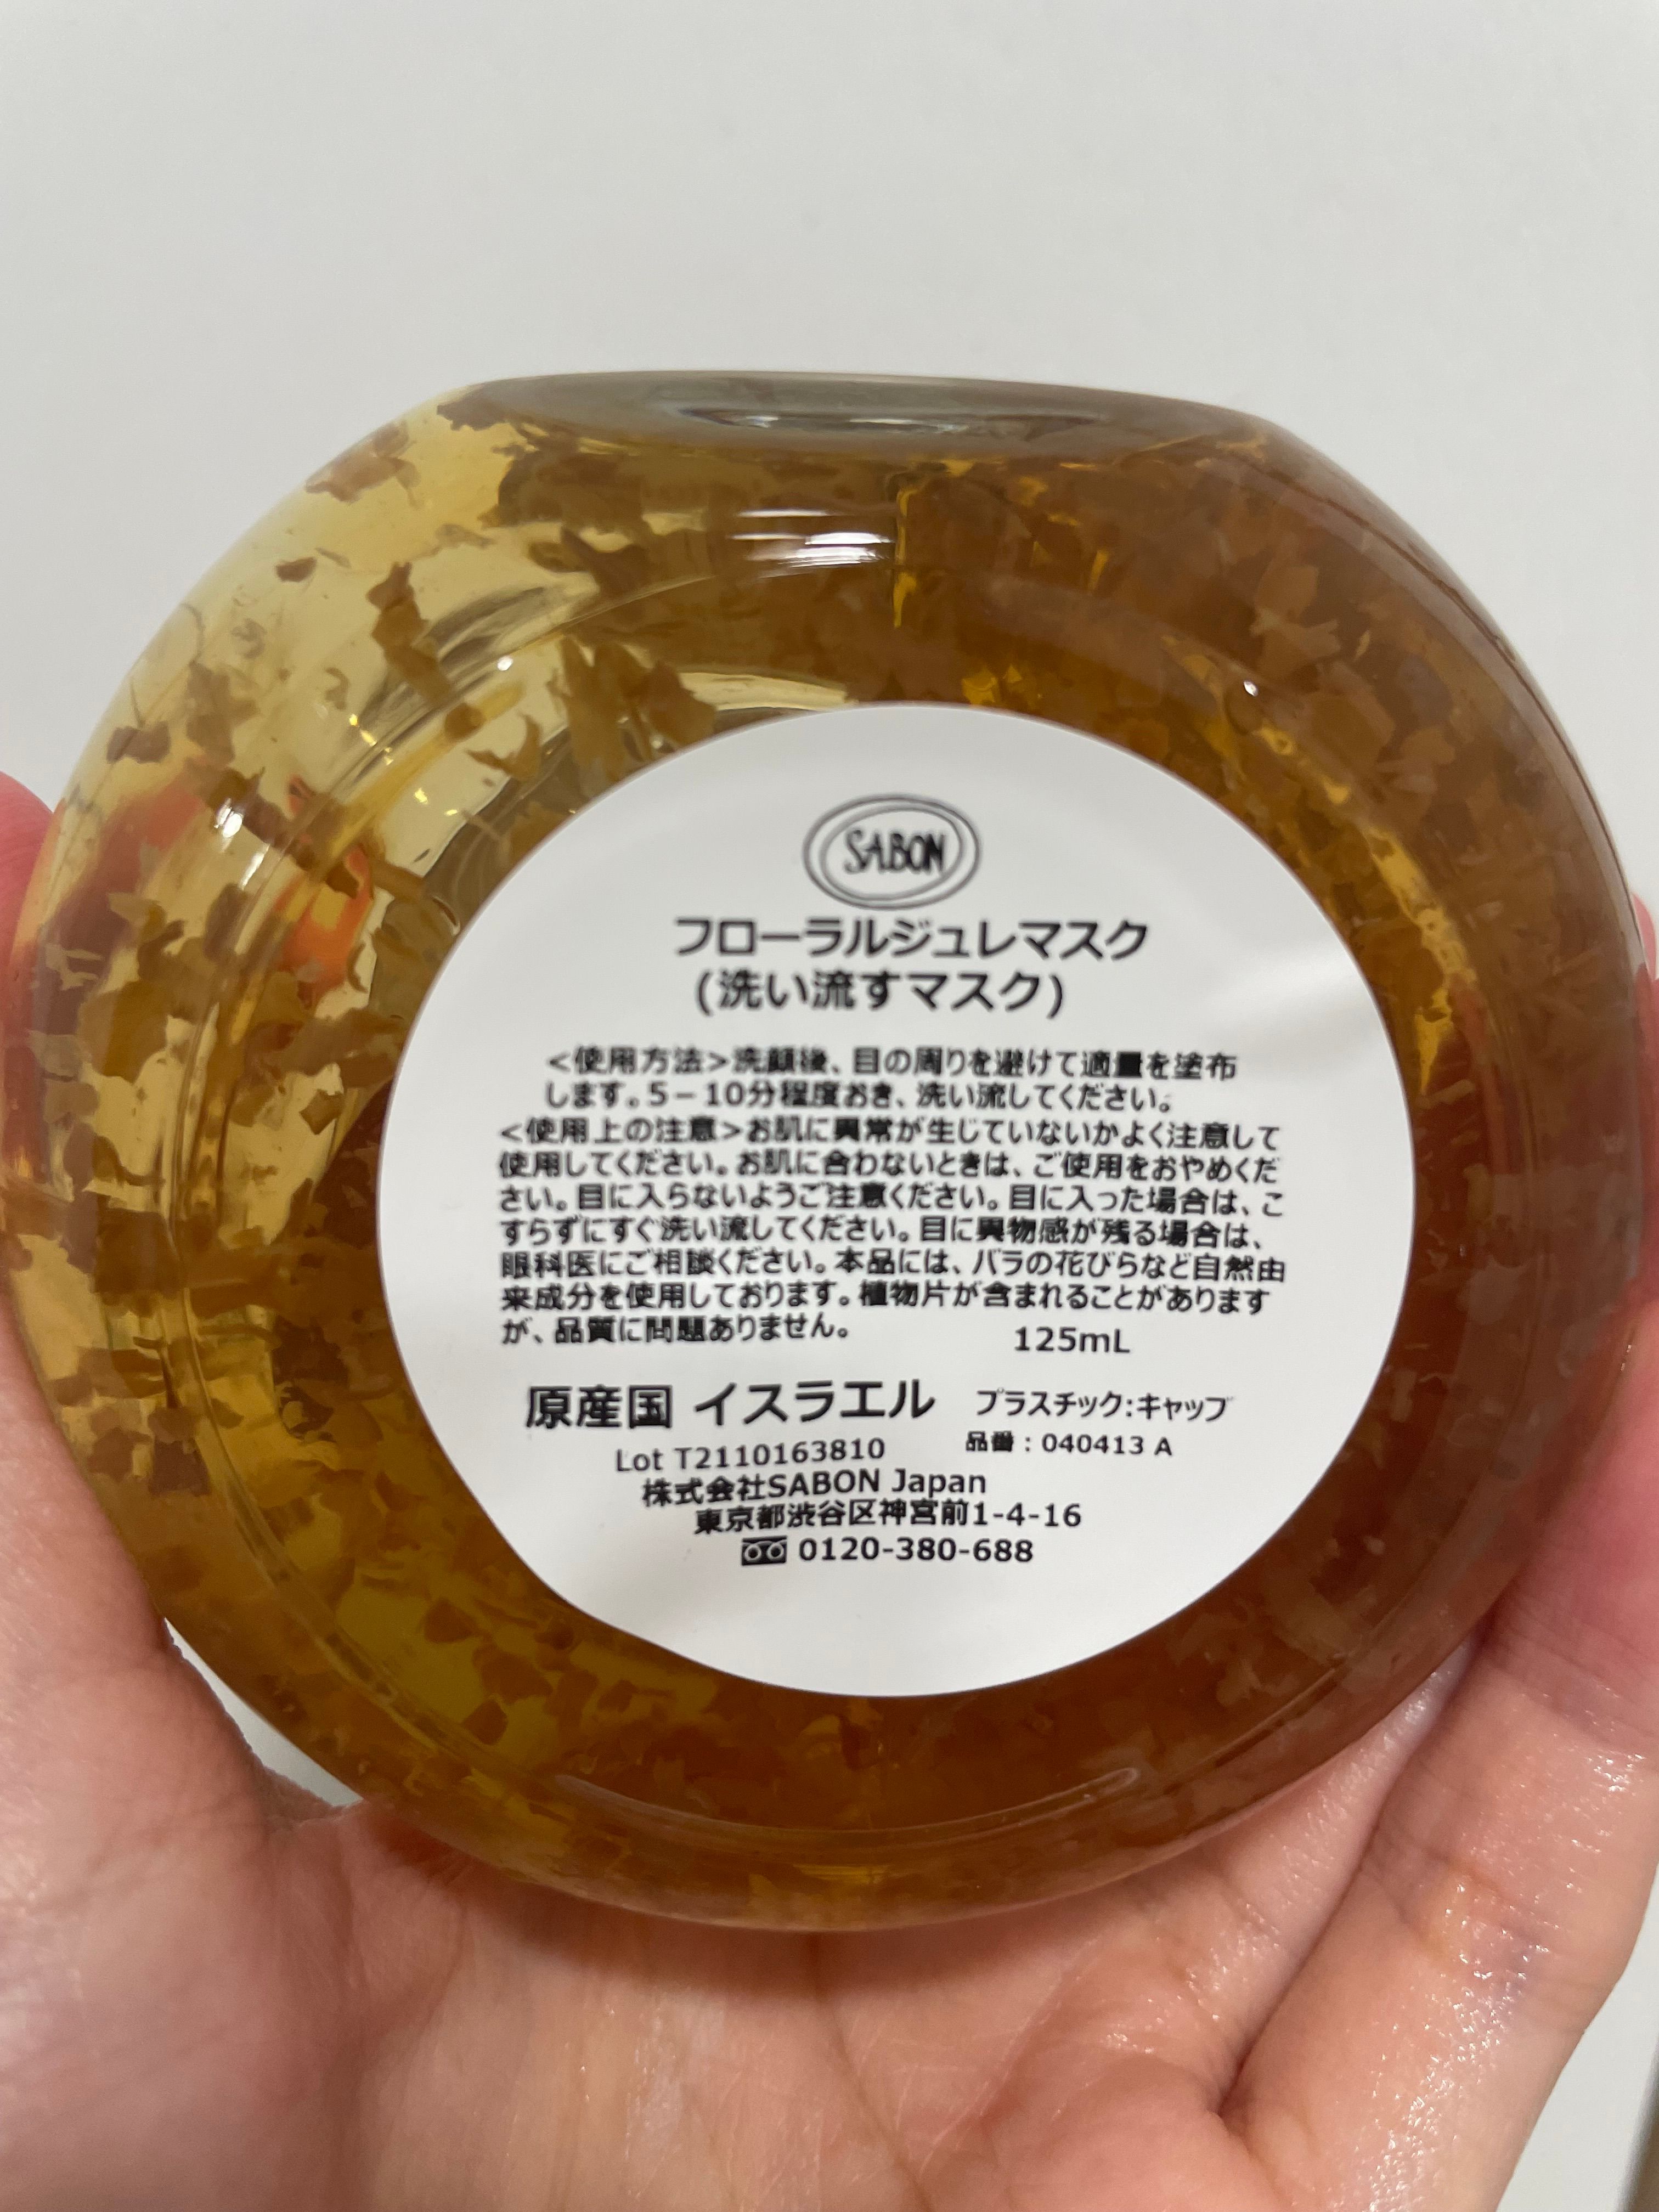 SABON
フローラルジュレマスク
(洗い流すマスク)
<使用方法>洗顔後、目の周りを避けて適量を塗布
します。5－10分程度おき、洗い流してください。
<使用上の注意>お肌に異常が生じていないかよく注意して
使用してください。お肌に合わないときは、ご使用をおやめくだ
さい。目に入らないようご注意ください。目に入った場合は、こ
すらずにすぐ洗い流してください。目に異物感が残る場合は、
眼科医にご相談ください。本品には、バラの花びらなど自然由
来成分を使用しております。植物片が含まれることがあります
が、品質に問題ありません。
125mL
原産国 イスラエル
プラスチック:キャップ
品番：040413 A
Lot T2110163810
株式会社SABON Japan
東京都渋谷区神宮前1-4-16
0120-380-688